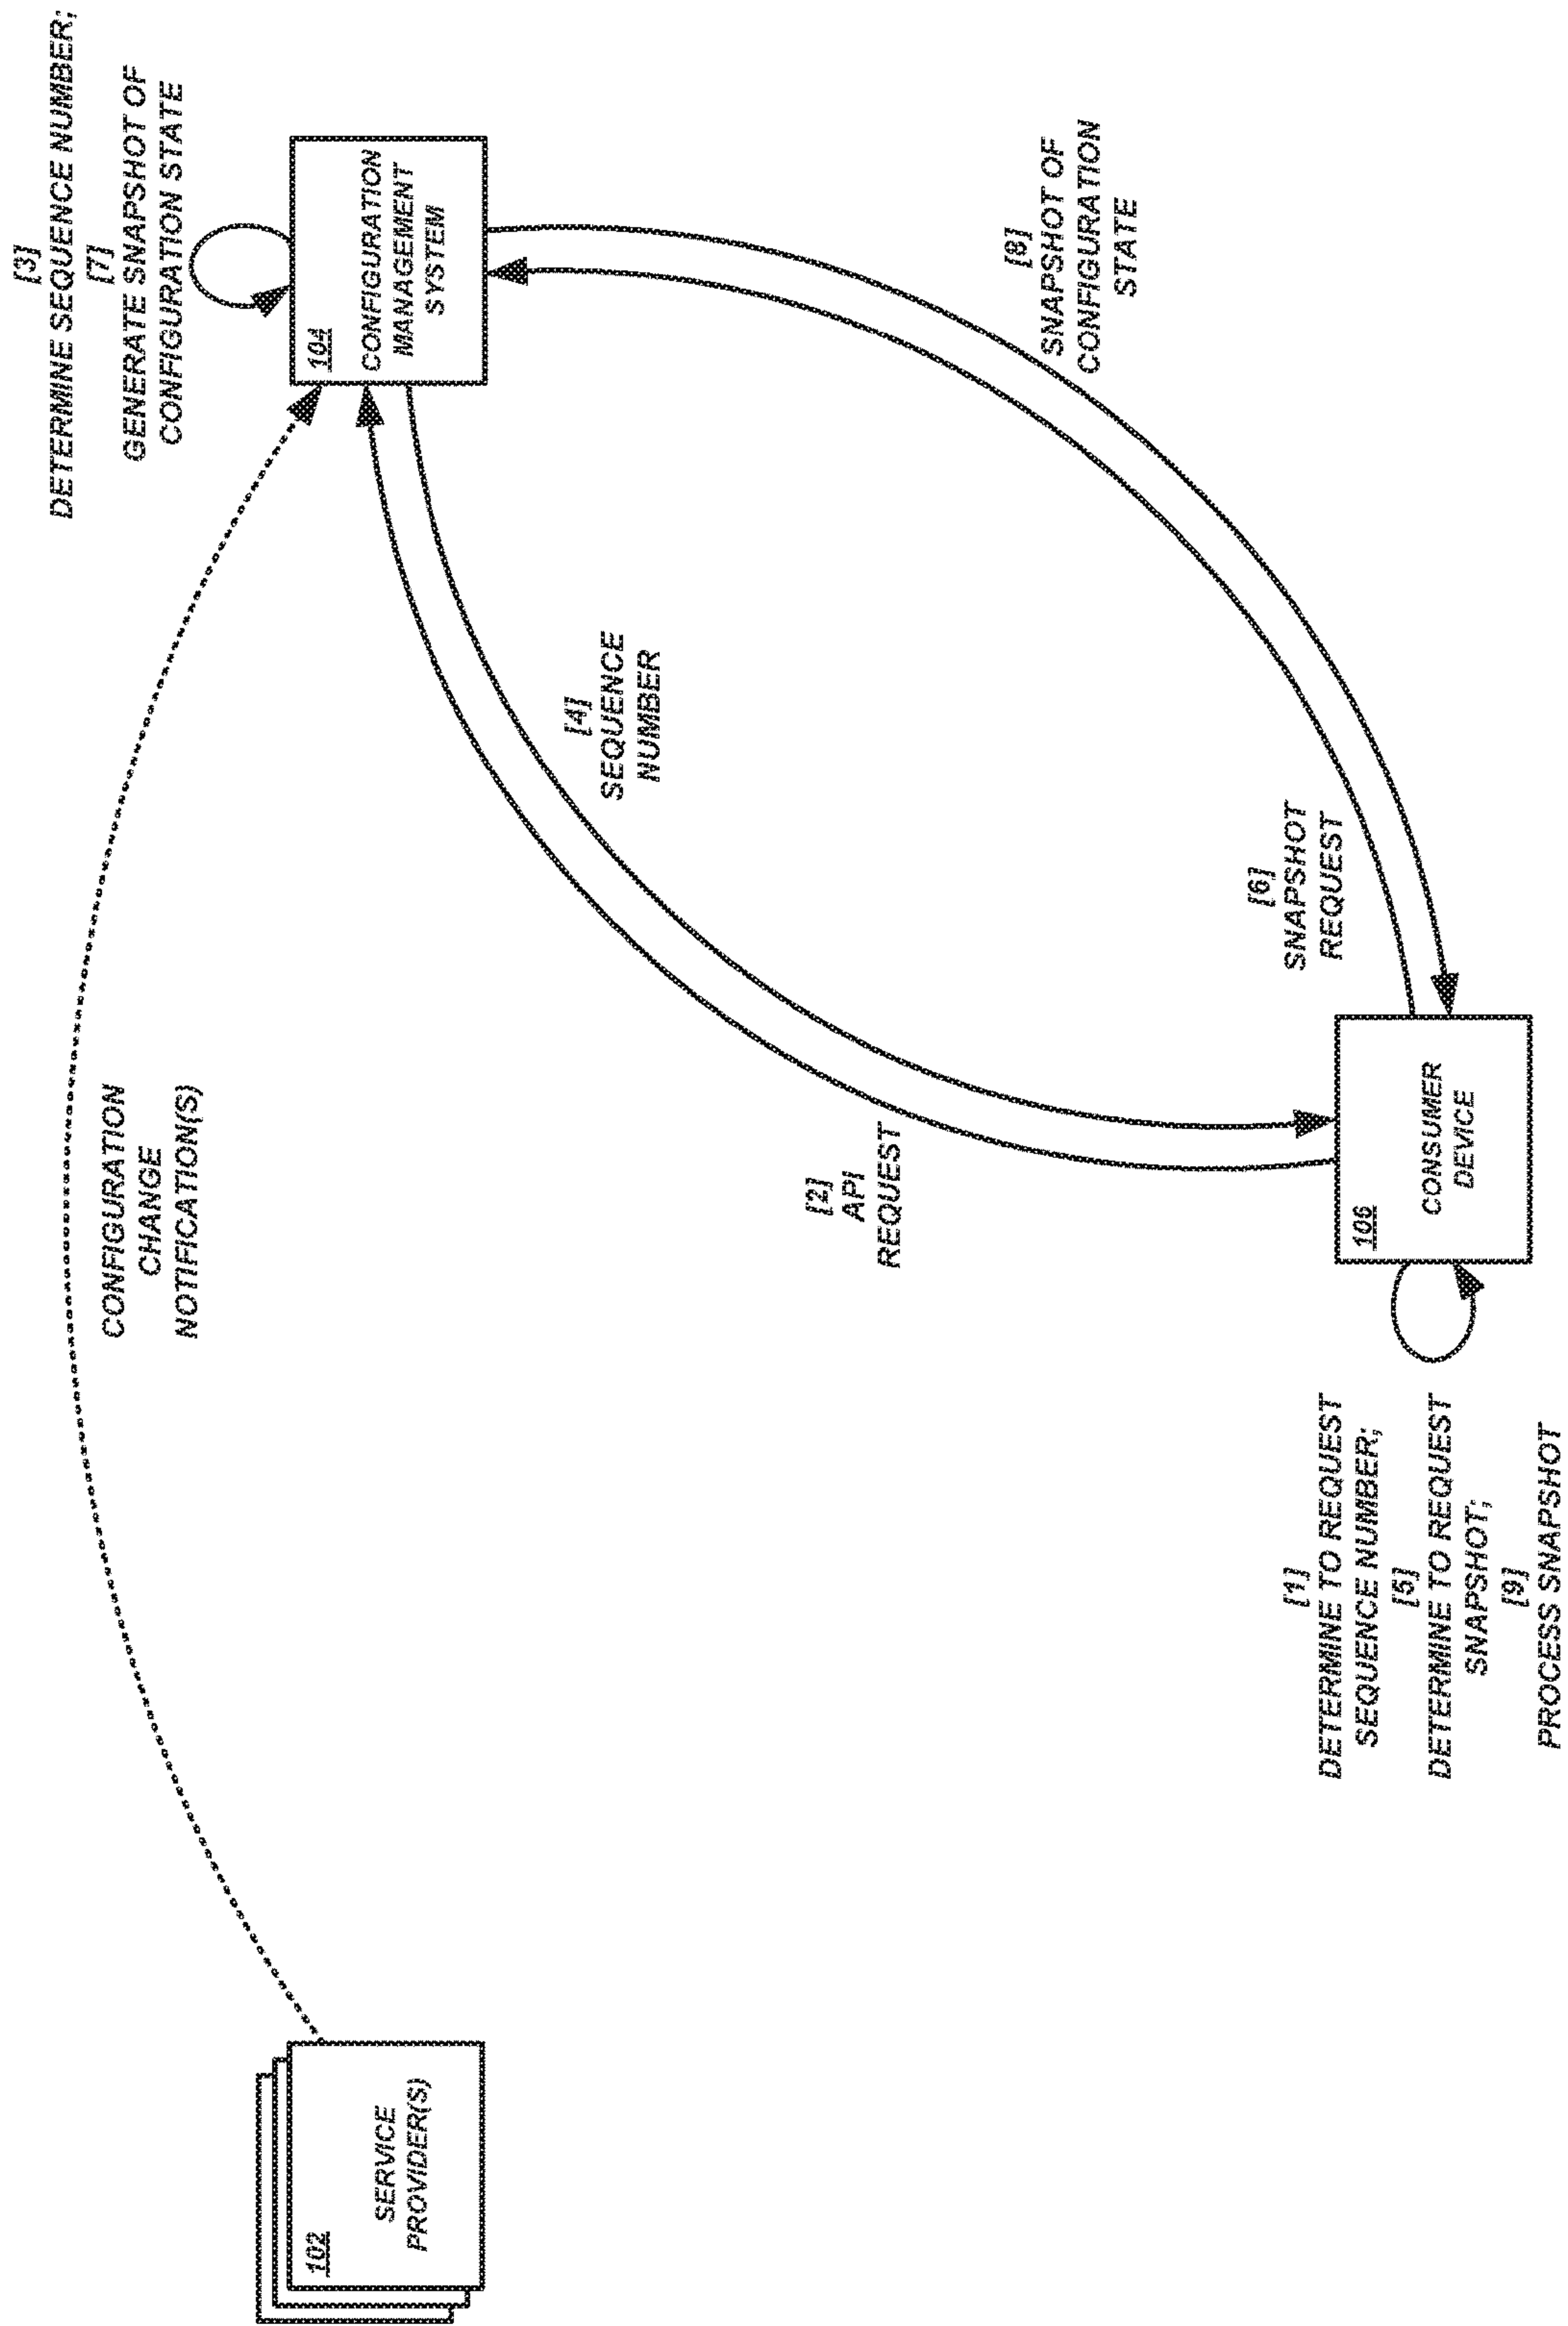 [3]
DETERMINE SEQUENCE NUMBER;
[7]
GENERATE SNAPSHOT OF
CONFIGURATION STATE
CONFIGURATION
CHANGE
NOTIFICATION(S)
102
SERVICE
PROVIDER(S)
104
CONFIGURATION
MANAGEMENT
SYSTEM
[4]
SEQUENCE
NUMBER
[2]
API
REQUEST
[8]
SNAPSHOT OF
CONFIGURATION
STATE
[6]
SNAPSHOT
REQUEST
106
CONSUMER
DEVICE
[1]
DETERMINE TO REQUEST
SEQUENCE NUMBER;
[5]
DETERMINE TO REQUEST
SNAPSHOT;
[9]
PROCESS SNAPSHOT